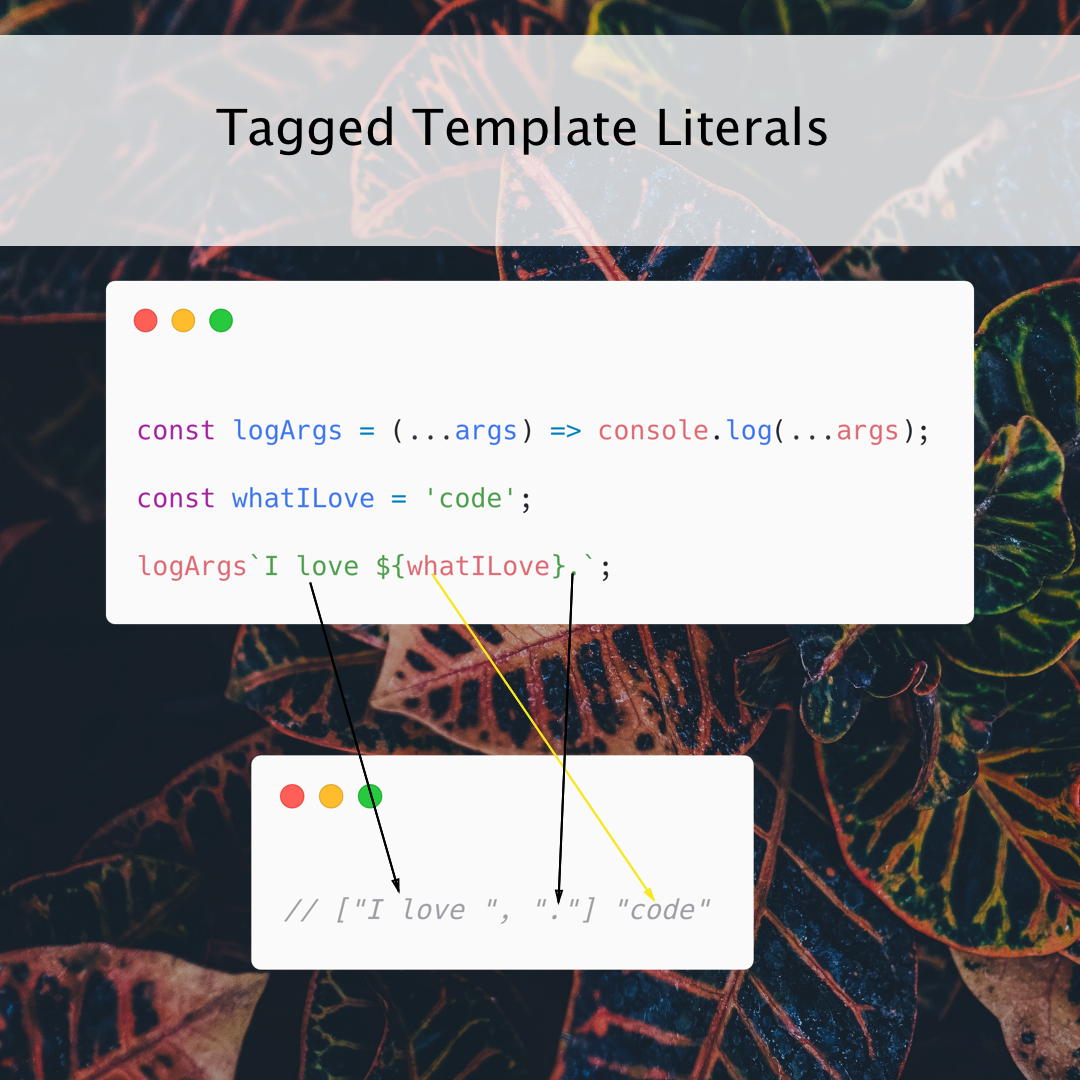 Tagged Template Literals
const logArgs = (...args) => console.log(...args);
const whatILove = 'code';
logArgs`I love ${whatILove}.`;
// ["I love ", "."] "code"